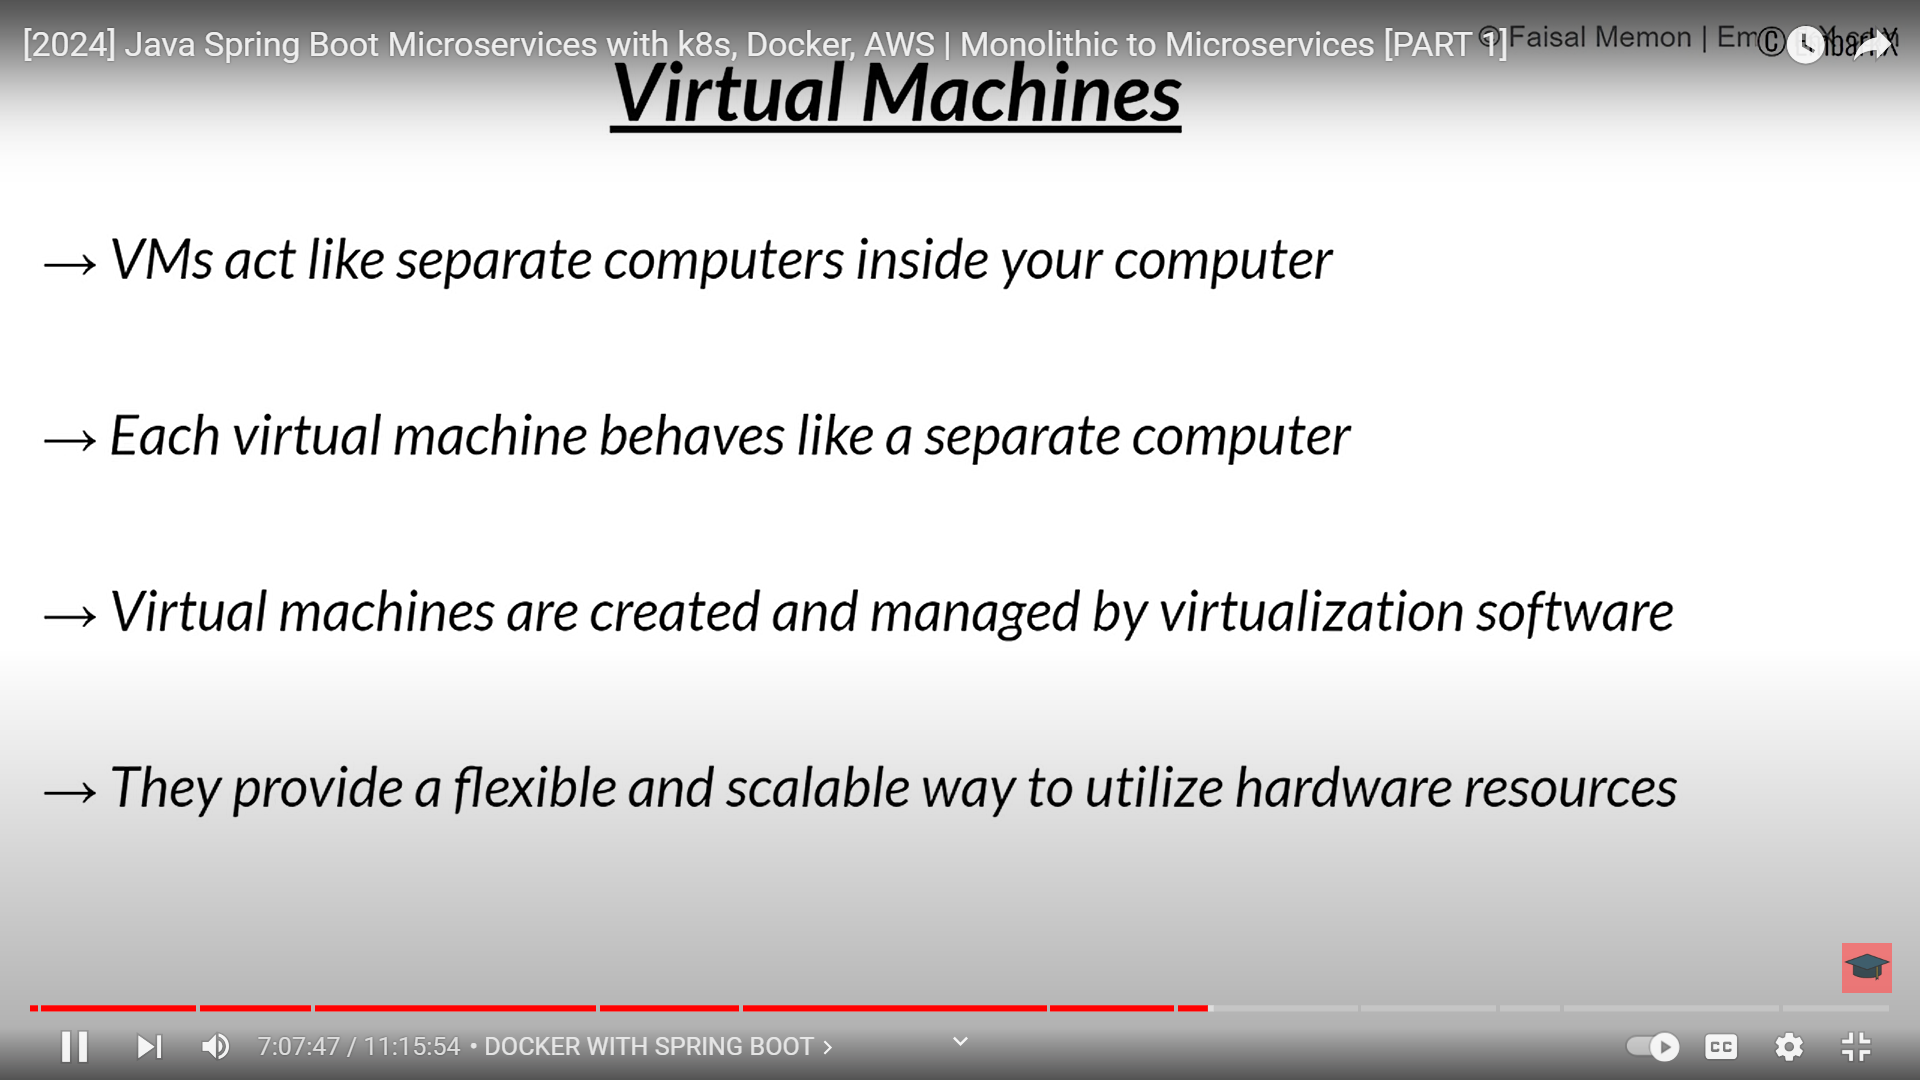 [2024] Java Spring Boot Microservices with k8s, Docker, AWS | Monolithic to Microservices [PART 1]
© Faisal Memon |
Virtual Machines
→ VMs act like separate computers inside your computer
→ Each virtual machine behaves like a separate computer
→ Virtual machines are created and managed by virtualization software
→ They provide a flexible and scalable way to utilize hardware resources
7:07:47 / 11:15:54 • DOCKER WITH SPRING BOOT >
CC